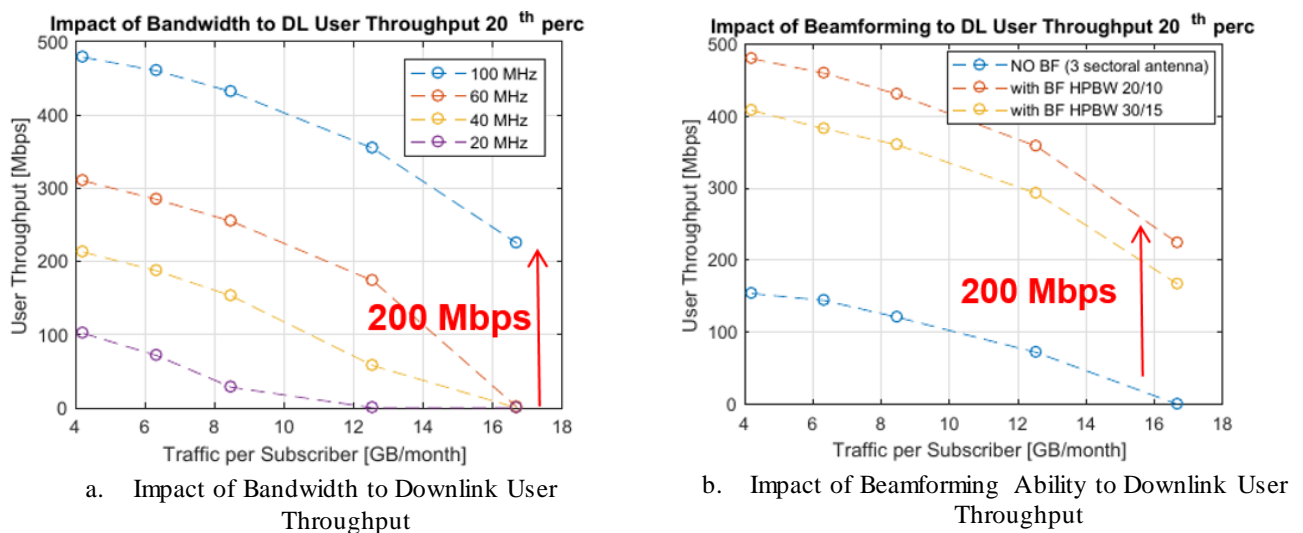 Impact of Bandwidth to DL User Throughput 20 th perc
500
400
300
200
100
0
User Throughput [Mbps]
100 MHz
60 MHz
40 MHz
20 MHz
200 Mbps
4 6 8 10 12 14 16 18
Traffic per Subscriber [GB/month]
a. Impact of Bandwidth to Downlink User
Throughput
Impact of Beamforming to DL User Throughput 20 th perc
500
400
300
200
100
0
User Throughput [Mbps]
NO BF (3 sectoral antenna)
with BF HPBW 20/10
with BF HPBW 30/15
200 Mbps
4 6 8 10 12 14 16 18
Traffic per Subscriber [GB/month]
b. Impact of Beamforming Ability to Downlink User
Throughput